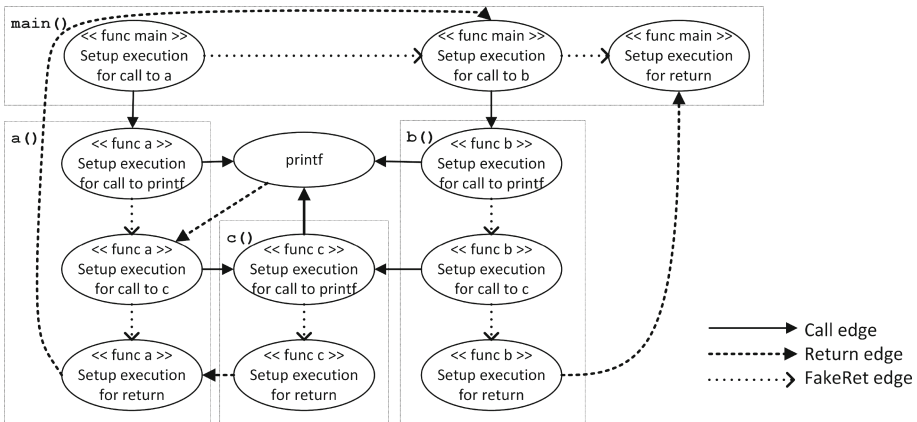 main()
<< func main >>
Setup execution
for call to a
<< func main >>
Setup execution
for call to b
<< func main >>
Setup execution
for return
a()
<< func a >>
Setup execution
for call to printf
printf
b()
<< func b >>
Setup execution
for call to printf
<< func a >>
Setup execution
for call to c
c()
<< func c >>
Setup execution
for call to printf
<< func b >>
Setup execution
for call to c
<< func a >>
Setup execution
for return
<< func c >>
Setup execution
for return
<< func b >>
Setup execution
for return
Call edge
Return edge
FakeRet edge